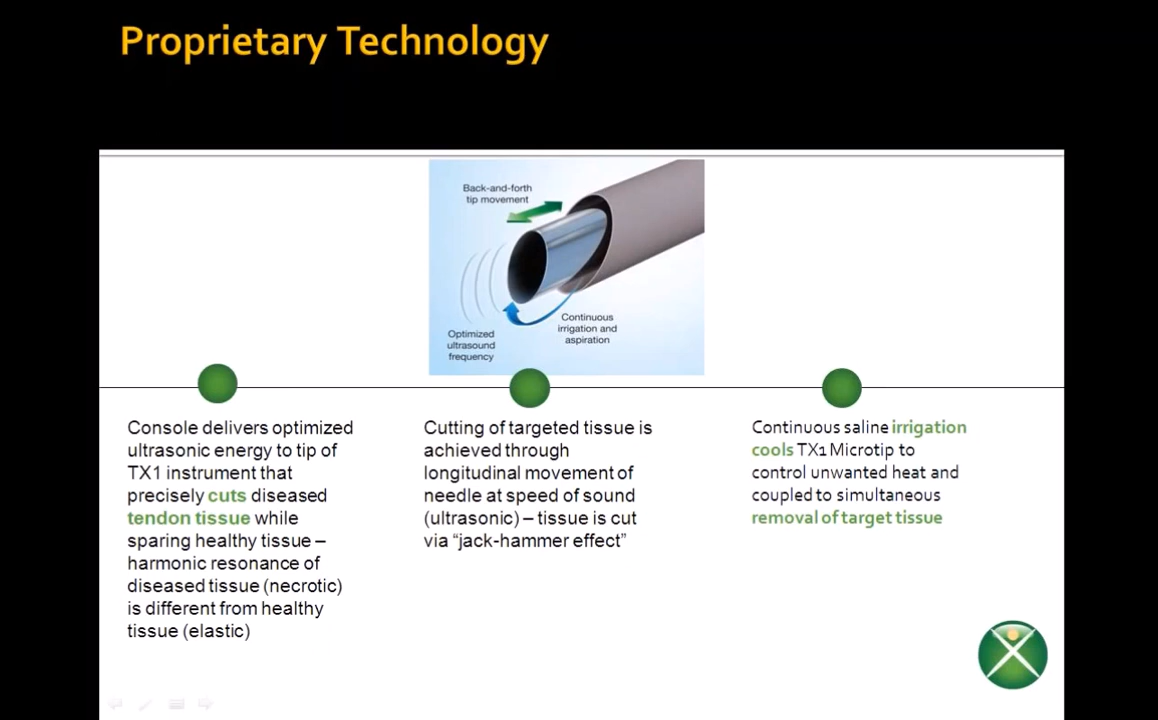 Proprietary Technology
Back-and-forth
tip movement
Continuous
irrigation and
aspiration
Optimized
ultrasound
frequency
Console delivers optimized
ultrasonic energy to tip of
TX1 instrument that
precisely cuts diseased
tendon tissue while
sparing healthy tissue –
harmonic resonance of
diseased tissue (necrotic)
is different from healthy
tissue (elastic)
Cutting of targeted tissue is
achieved through
longitudinal movement of
needle at speed of sound
(ultrasonic) – tissue is cut
via “jack-hammer effect”
Continuous saline irrigation
cools TX1 Microtip to
control unwanted heat and
coupled to simultaneous
removal of target tissue